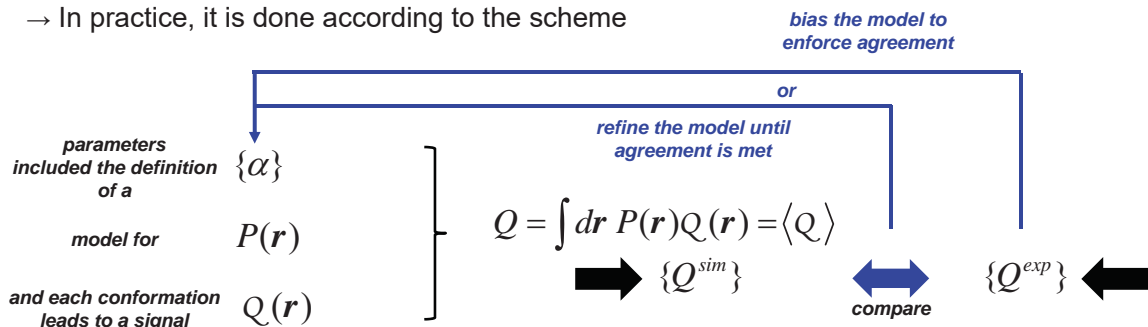 → In practice, it is done according to the scheme
bias the model to
enforce agreement
or
refine the model until
agreement is met
parameters
included the definition
of a
{α}
model for
P(r)
and each conformation
leads to a signal
Q(r)
Q = ∫ dr P(r)Q(r) = ⟨Q⟩
{Q^sim}
compare
{Q^exp}